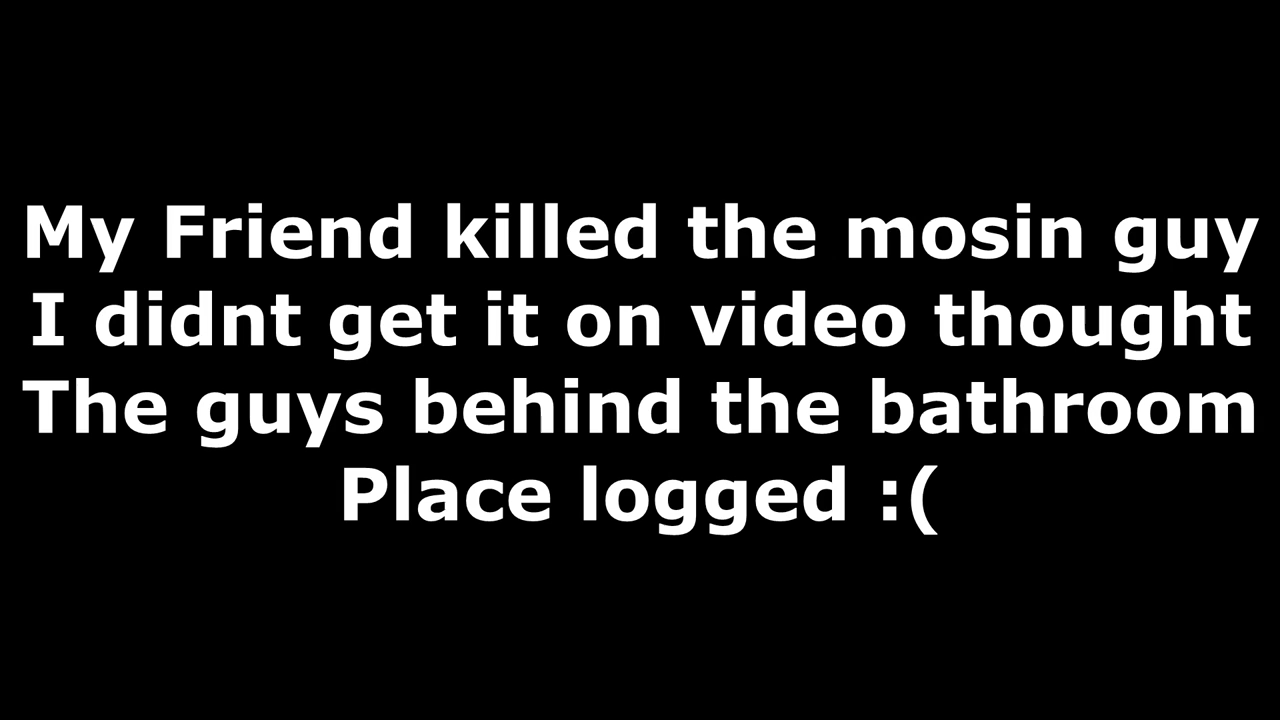 My Friend killed the mosin guy
I didnt get it on video thought
The guys behind the bathroom
Place logged :(